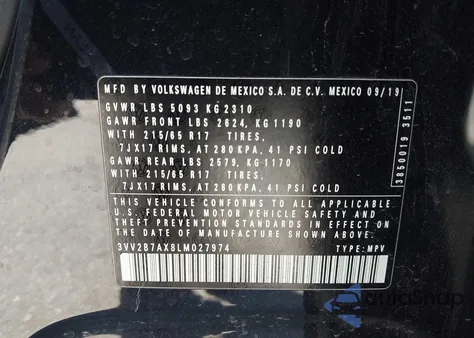 MFD BY VOLKSWAGEN DE MEXICO S.A. DE C.V. MEXICO 09/19
GVWR LBS 5093 KG 2310
GAWR FRONT LBS 2624, KG 1190
WITH 215/65 R17 TIRES,
7JX17 RIMS, AT 280 KPA, 41 PSI COLD
GAWR REAR LBS 2579, KG 1170
WITH 215/65 R17 TIRES,
7JX17 RIMS, AT 280 KPA, 41 PSI COLD
THIS VEHICLE CONFORMS TO ALL APPLICABLE
U.S. FEDERAL MOTOR VEHICLE SAFETY BUMPER
AND THEFT PREVENTION STANDARDS IN EFFECT ON
THE DATE OF MANUFACTURE SHOWN ABOVE
3VV2B7AX8LM027974 TYPE: MPV
3850019 3511
AutoSnap